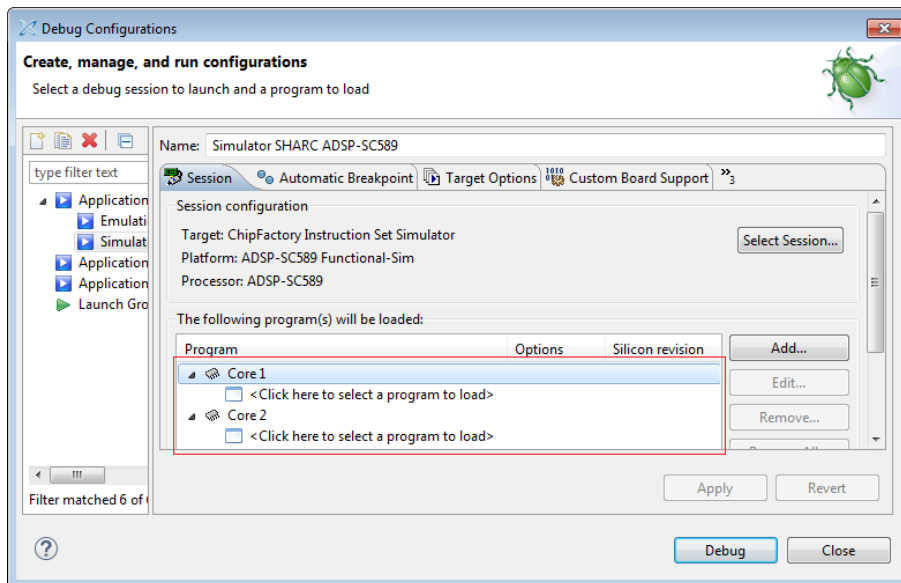 Debug Configurations
Create, manage, and run configurations
Select a debug session to launch and a program to load
Name: Simulator SHARC ADSP-SC589
type filter text
Session Automatic Breakpoint Target Options Custom Board Support »3
Application
Emulati
Simulat
Application
Application
Launch Gro
Session configuration
Target: ChipFactory Instruction Set Simulator
Platform: ADSP-SC589 Functional-Sim
Processor: ADSP-SC589
Select Session...
The following program(s) will be loaded:
Program Options Silicon revision
Core 1
<Click here to select a program to load>
Core 2
<Click here to select a program to load>
Add...
Edit...
Remove...
Filter matched 6 of
Apply Revert
Debug Close